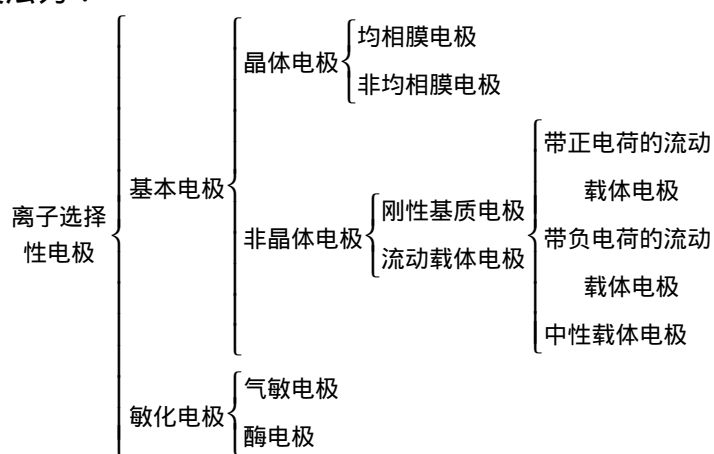 晶体电极
均相膜电极
非均相膜电极
基本电极
离子选择
性电极
非晶体电极
刚性基质电极
流动载体电极
带正电荷的流动
载体电极
带负电荷的流动
载体电极
中性载体电极
敏化电极
气敏电极
酶电极